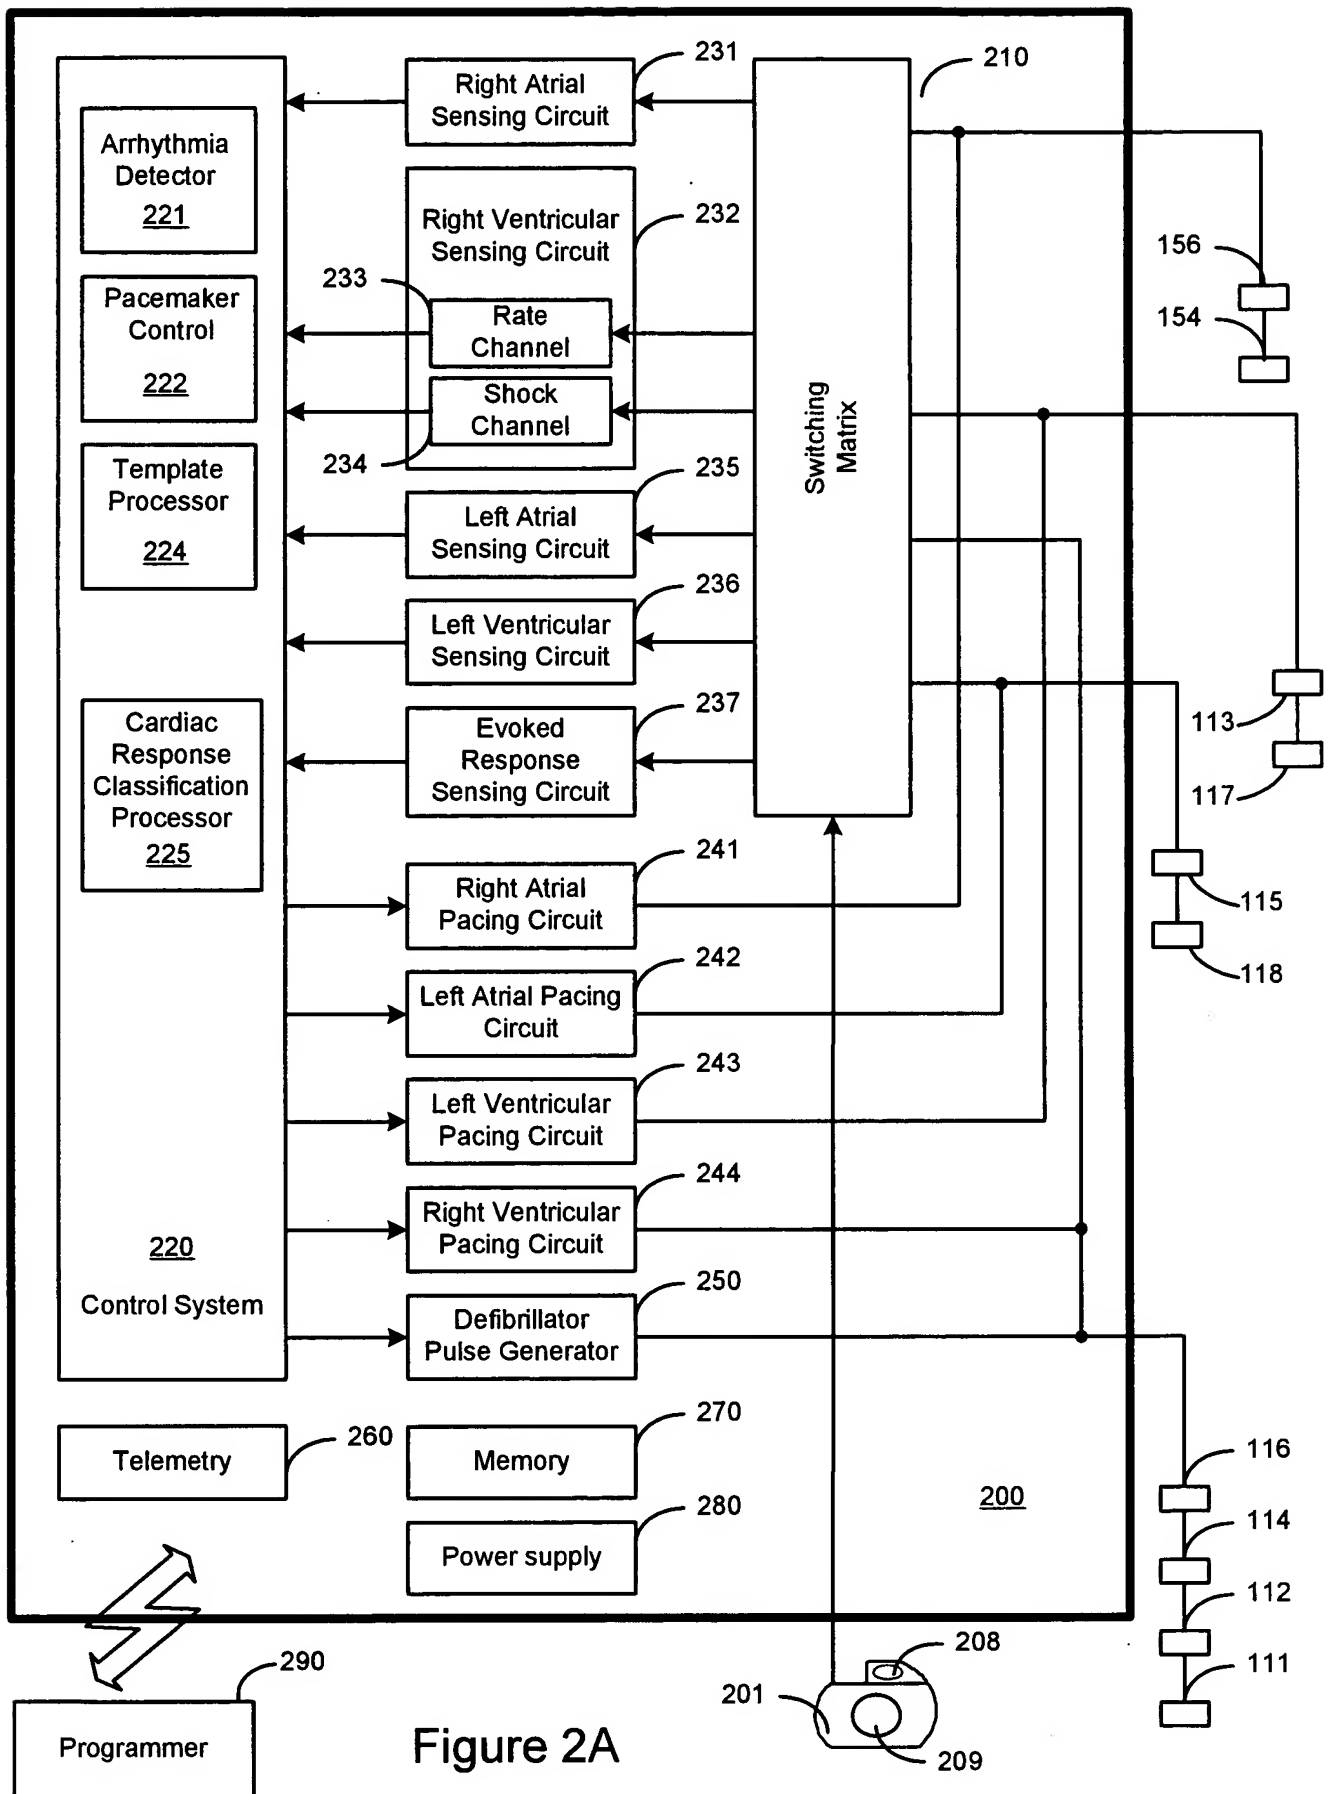 231
210
Right Atrial
Sensing Circuit
Arrhythmia
Detector
221
Right Ventricular
Sensing Circuit
232
233
156
Pacemaker
Control
222
Rate
Channel
154
Shock
Channel
234
Switching
Matrix
Template
Processor
224
235
Left Atrial
Sensing Circuit
236
Left Ventricular
Sensing Circuit
237
113
Cardiac
Response
Classification
Processor
225
Evoked
Response
Sensing Circuit
117
241
Right Atrial
Pacing Circuit
115
242
118
Left Atrial Pacing
Circuit
243
Left Ventricular
Pacing Circuit
244
Right Ventricular
Pacing Circuit
220
Control System
250
Defibrillator
Pulse Generator
270
260
Telemetry
Memory
116
200
280
114
Power supply
112
208
290
111
201
Programmer
Figure 2A
209